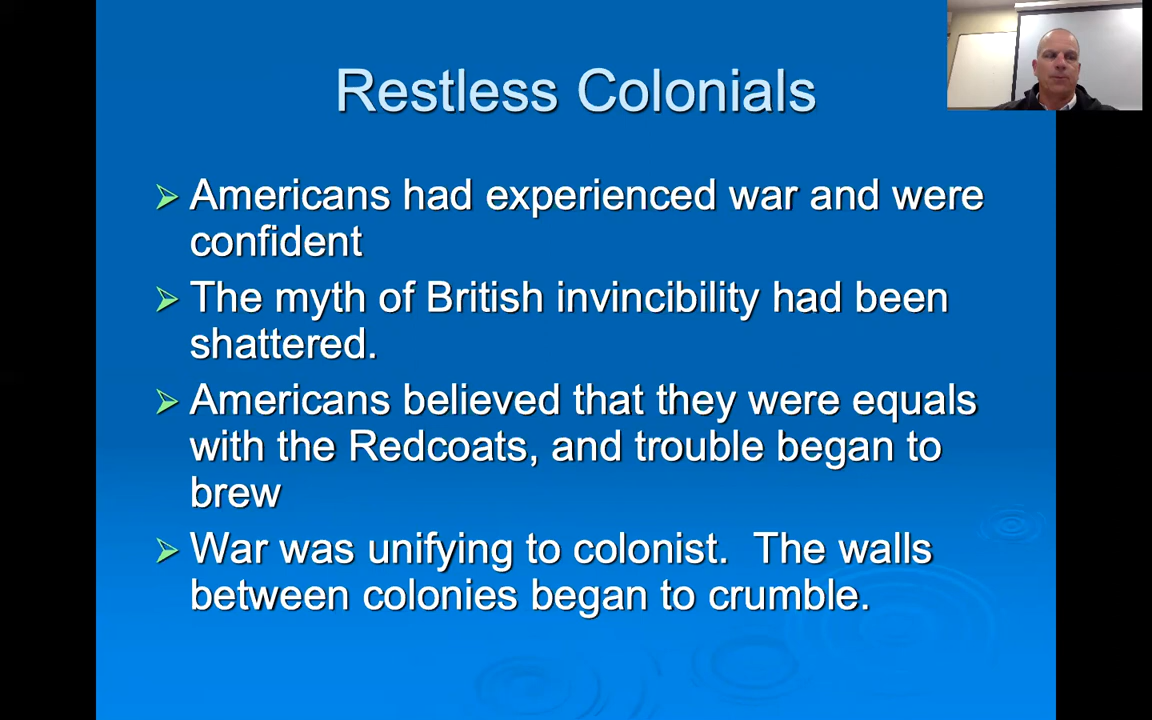 Restless Colonials
➢ Americans had experienced war and were
confident
➢ The myth of British invincibility had been
shattered.
➢ Americans believed that they were equals
with the Redcoats, and trouble began to
brew
➢ War was unifying to colonist.  The walls
between colonies began to crumble.